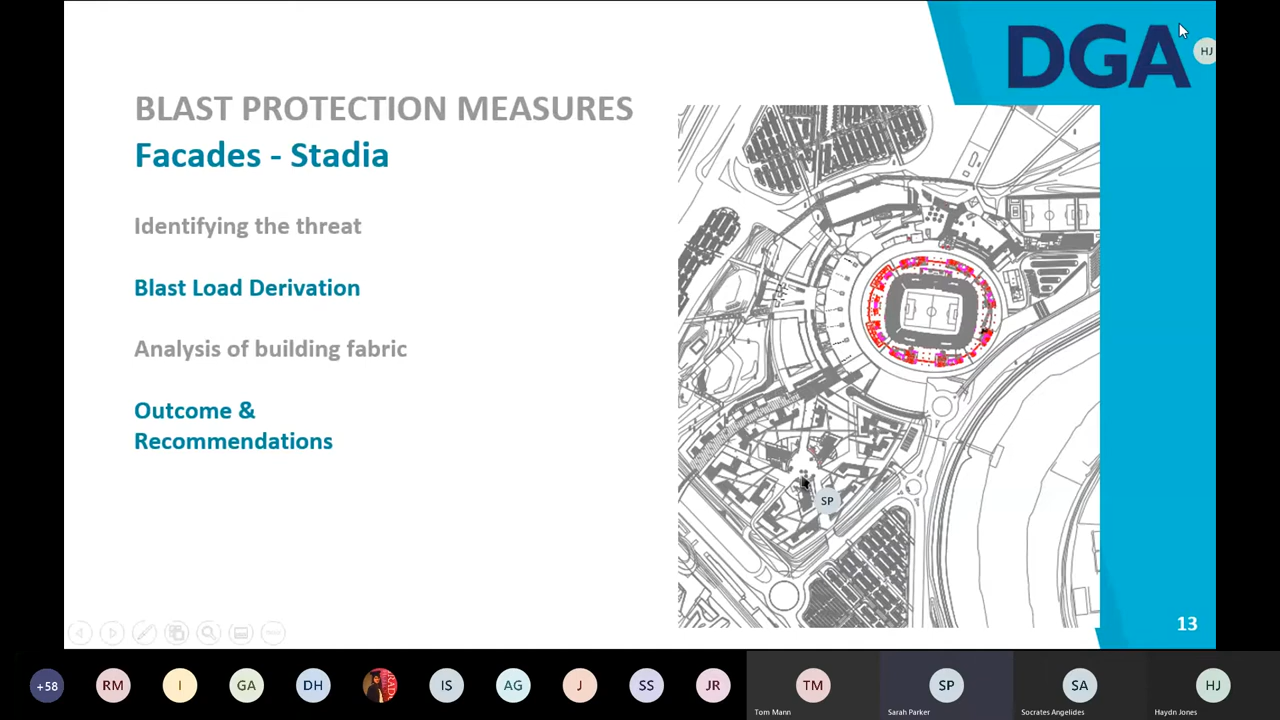 DGA
HJ
BLAST PROTECTION MEASURES
Facades - Stadia
Identifying the threat
Blast Load Derivation
Analysis of building fabric
Outcome &
Recommendations
SP
13
+58
RM
I
GA
DH
IS
AG
J
SS
JR
TM
SP
SA
HJ
Tom Mann
Sarah Parker
Socrates Angelides
Haydn Jones